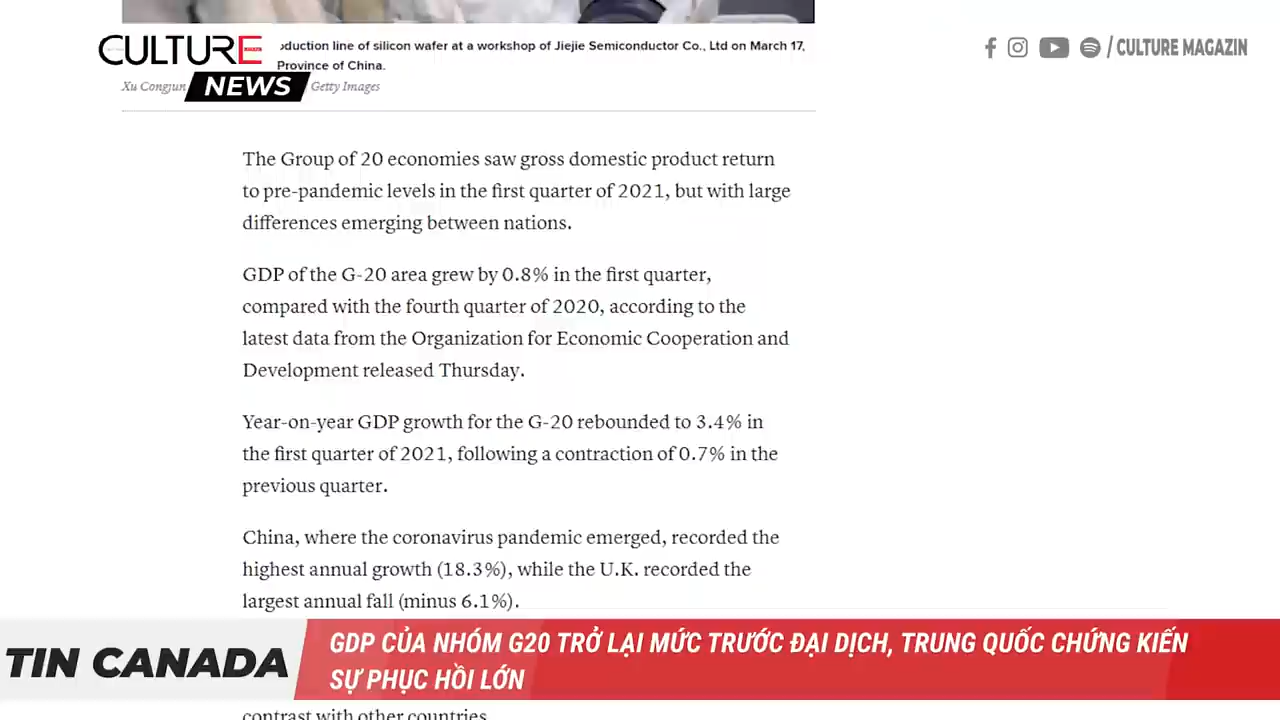 CULTURE
NEWS
duction line of silicon wafer at a workshop of Jiejie Semiconductor Co., Ltd on March 17,
Province of China.
Xu Congjun
Getty Images
/ CULTURE MAGAZIN
The Group of 20 economies saw gross domestic product return
to pre-pandemic levels in the first quarter of 2021, but with large
differences emerging between nations.
GDP of the G-20 area grew by 0.8% in the first quarter,
compared with the fourth quarter of 2020, according to the
latest data from the Organization for Economic Cooperation and
Development released Thursday.
Year-on-year GDP growth for the G-20 rebounded to 3.4% in
the first quarter of 2021, following a contraction of 0.7% in the
previous quarter.
China, where the coronavirus pandemic emerged, recorded the
highest annual growth (18.3%), while the U.K. recorded the
largest annual fall (minus 6.1%).
TIN CANADA
GDP CỦA NHÓM G20 TRỞ LẠI MỨC TRƯỚC ĐẠI DỊCH, TRUNG QUỐC CHỨNG KIẾN
SỰ PHỤC HỒI LỚN
contrast with other countries